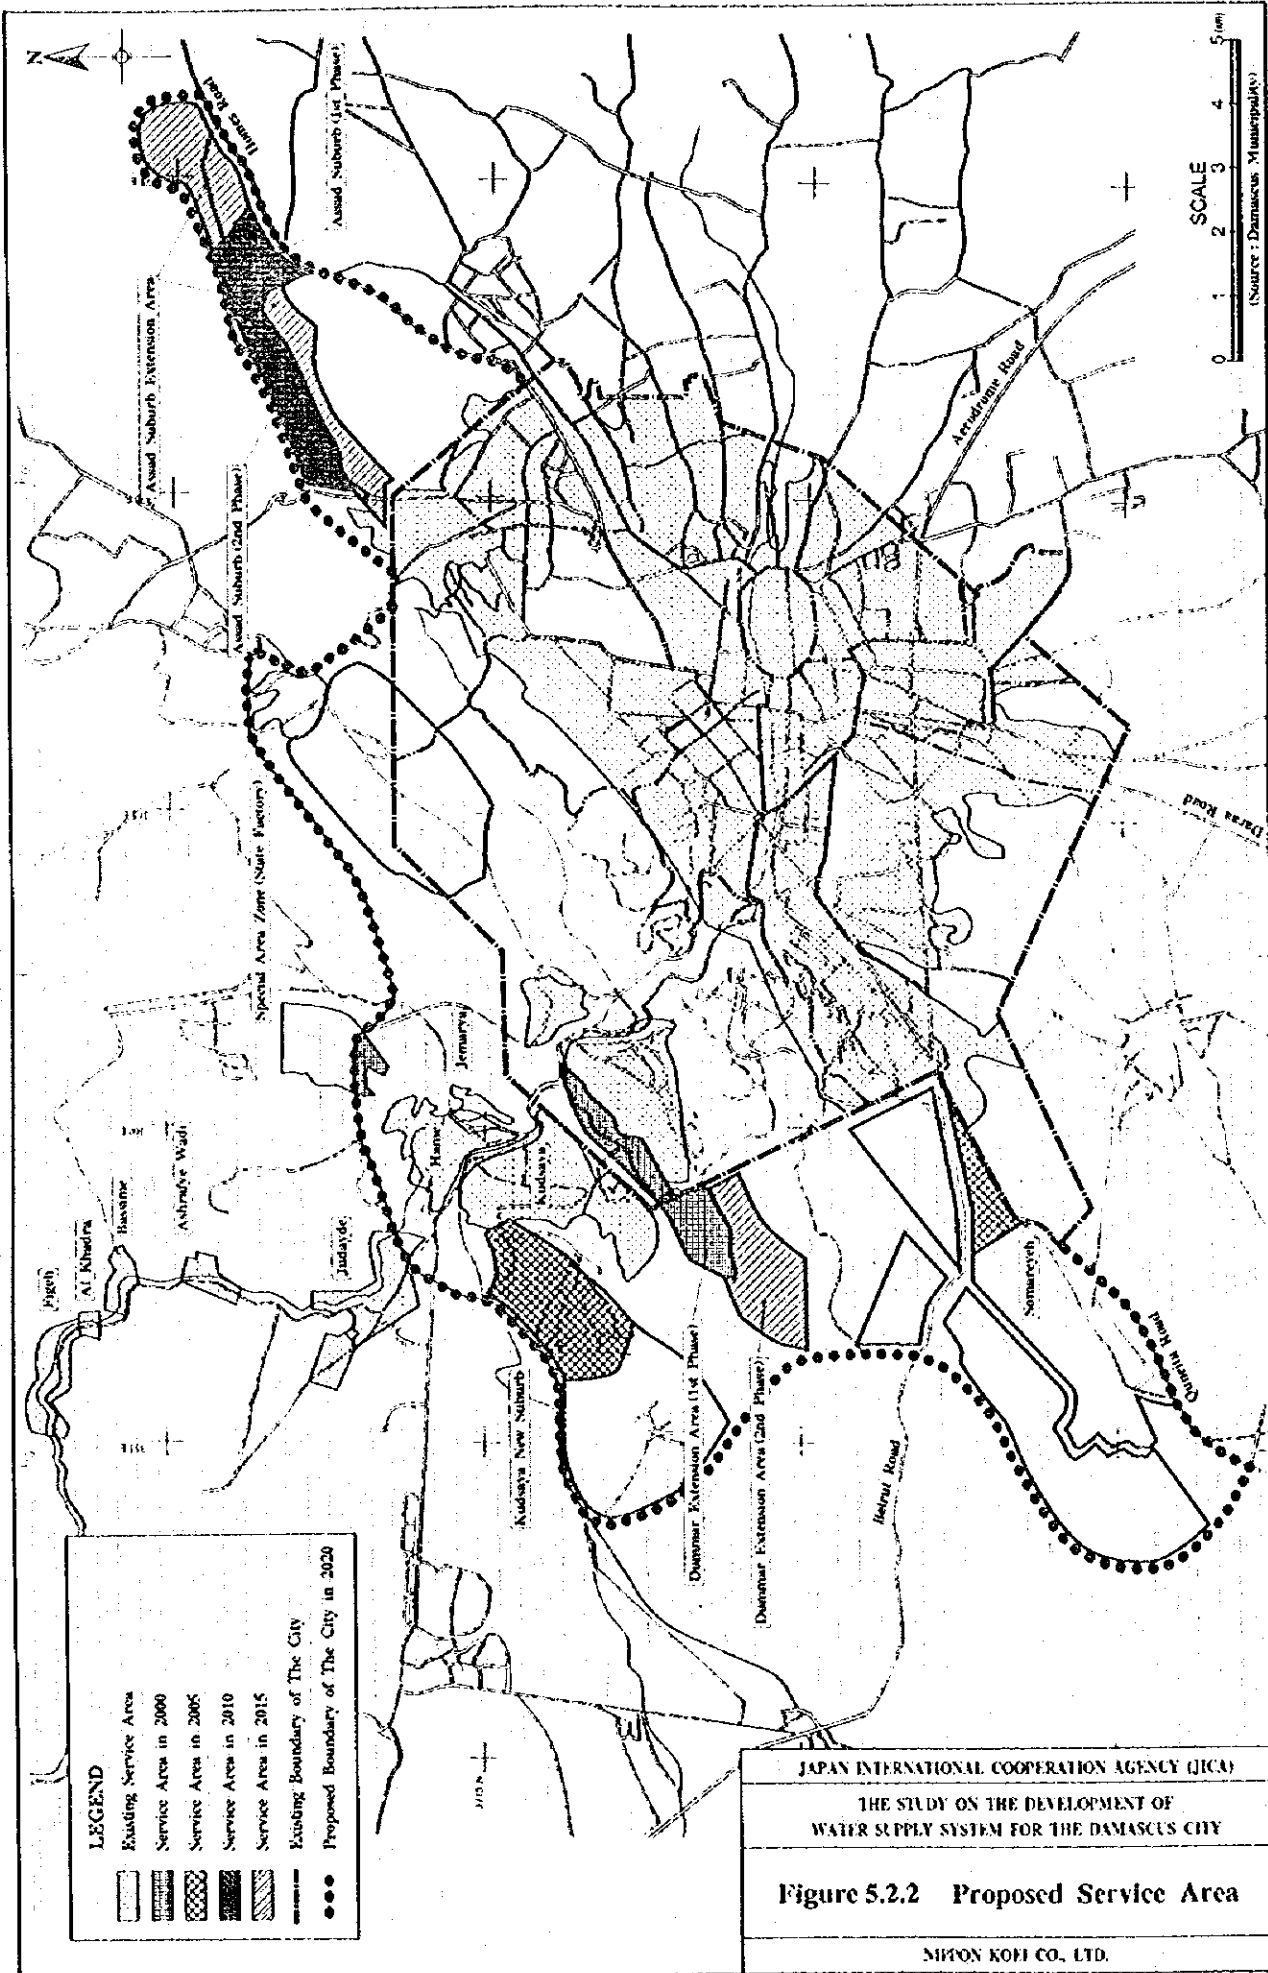 LEGEND
Existing Service Area
Service Area in 2000
Service Area in 2005
Service Area in 2010
Service Area in 2015
Existing Boundary of The City
Proposed Boundary of The City in 2020
N
Homes Road
Assad Suburb (1st Phase)
Assad Suburb Extension Area
Assad Suburb (2nd Phase)
Special Area Zone (State Factory)
Figeh
Al Khadra
Bassime
Ashrafye Wadi
Judayde
Hame
Jemarya
Kudsaya
Kudsaya New Suburb
Dummar Extension Area (1st Phase)
Dummar Extension Area (2nd Phase)
Beirut Road
Somareyeh
Quneitia Road
Daraa Road
Aerodrome Road
SCALE
0 1 2 3 4 5 (km)
(Source : Damascus Municipality)
JAPAN INTERNATIONAL COOPERATION AGENCY (JICA)
THE STUDY ON THE DEVELOPMENT OF
WATER SUPPLY SYSTEM FOR THE DAMASCUS CITY
Figure 5.2.2 Proposed Service Area
NIPPON KOEI CO., LTD.